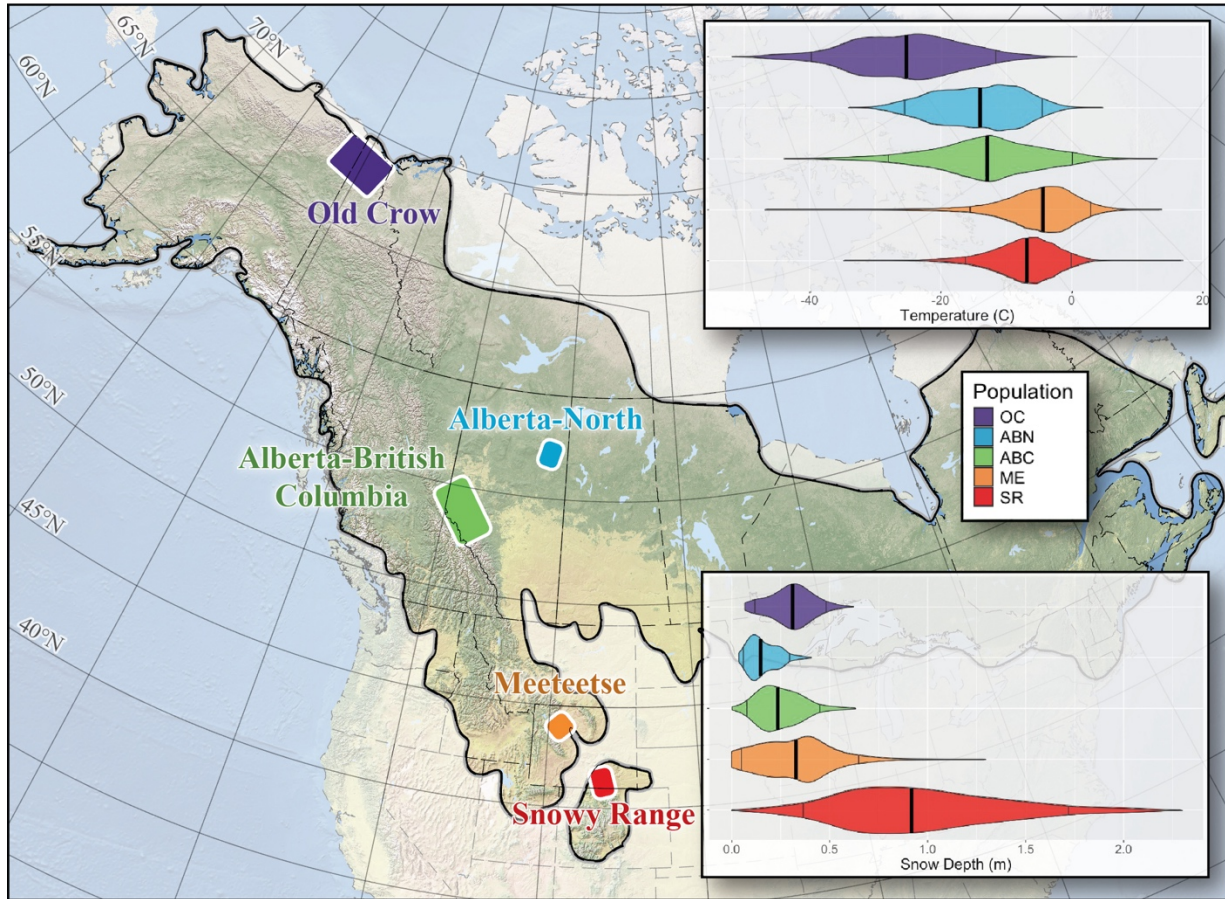 70°N
65°N
60°N
55°N
50°N
45°N
40°N
Old Crow
Alberta-North
Alberta-British
Columbia
Meeteetse
Snowy Range
-40
-20
0
20
Temperature (C)
Population
OC
ABN
ABC
ME
SR
0.0
0.5
1.0
1.5
2.0
Snow Depth (m)